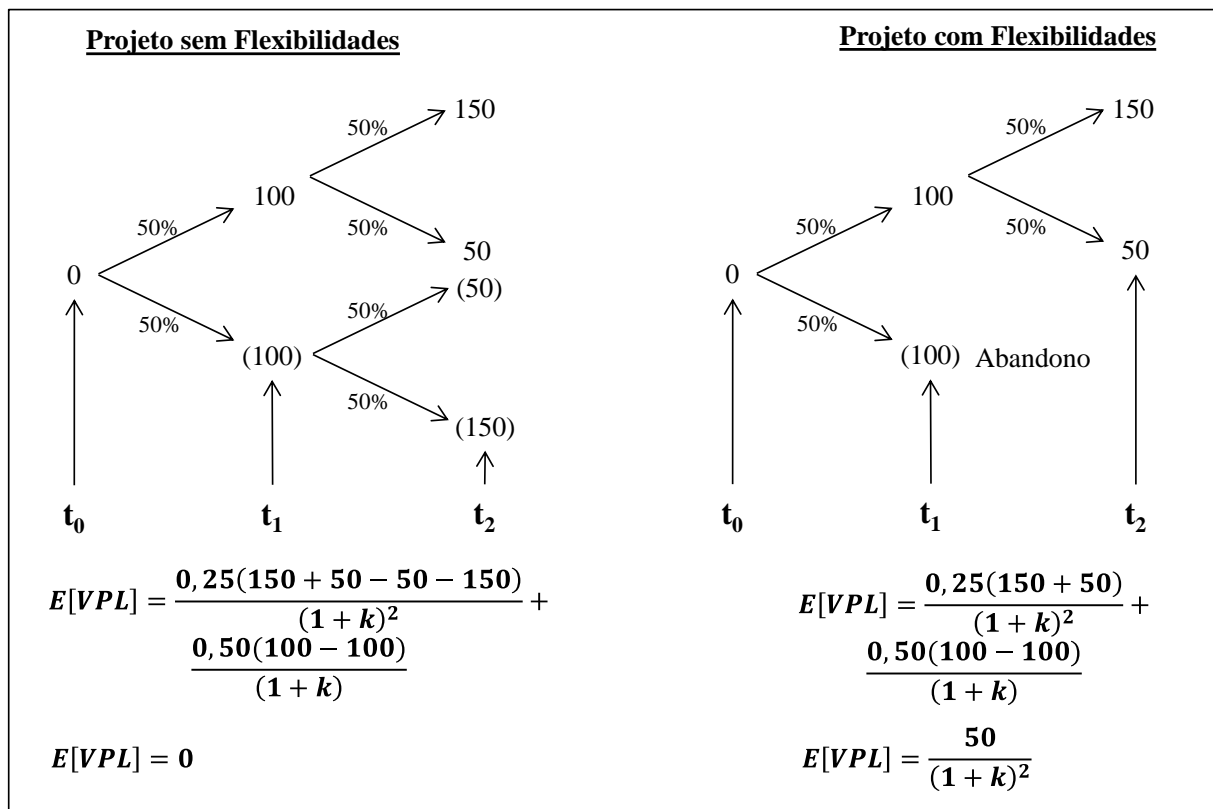 Projeto sem Flexibilidades
150
50%
100
50%
50%
50
0
(50)
50%
50%
(100)
50%
(150)
t₀ t₁ t₂
E[VPL] = 0,25(150 + 50 − 50 − 150) / (1 + k)² +
0,50(100 − 100) / (1 + k)
E[VPL] = 0
Projeto com Flexibilidades
150
50%
100
50%
50%
50
0
50%
(100) Abandono
t₀ t₁ t₂
E[VPL] = 0,25(150 + 50) / (1 + k)² +
0,50(100 − 100) / (1 + k)
E[VPL] = 50 / (1 + k)²